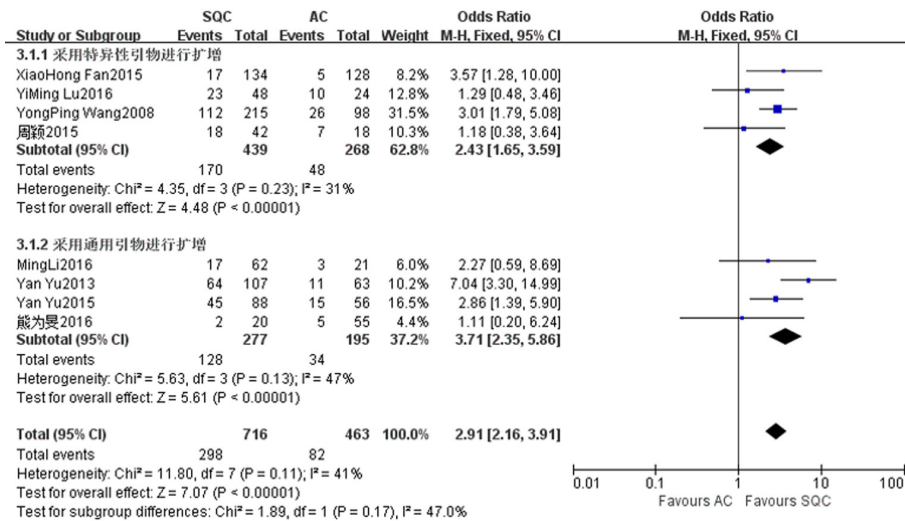 SQC AC Odds Ratio Odds Ratio
Study or Subgroup Events Total Events Total Weight M-H, Fixed, 95% CI M-H, Fixed, 95% CI
3.1.1 采用特异性引物进行扩增
XiaoHong Fan2015 17 134 5 128 8.2% 3.57 [1.28, 10.00]
YiMing Lu2016 23 48 10 24 12.8% 1.29 [0.48, 3.46]
YongPing Wang2008 112 215 26 98 31.5% 3.01 [1.79, 5.08]
周颖2015 18 42 7 18 10.3% 1.18 [0.38, 3.64]
Subtotal (95% CI) 439 268 62.8% 2.43 [1.65, 3.59]
Total events 170 48
Heterogeneity: Chi² = 4.35, df = 3 (P = 0.23); I² = 31%
Test for overall effect: Z = 4.48 (P < 0.00001)
3.1.2 采用通用引物进行扩增
MingLi2016 17 62 3 21 6.0% 2.27 [0.59, 8.69]
Yan Yu2013 64 107 11 63 10.2% 7.04 [3.30, 14.99]
Yan Yu2015 45 88 15 56 16.5% 2.86 [1.39, 5.90]
熊为旻2016 2 20 5 55 4.4% 1.11 [0.20, 6.24]
Subtotal (95% CI) 277 195 37.2% 3.71 [2.35, 5.86]
Total events 128 34
Heterogeneity: Chi² = 5.63, df = 3 (P = 0.13); I² = 47%
Test for overall effect: Z = 5.61 (P < 0.00001)
Total (95% CI) 716 463 100.0% 2.91 [2.16, 3.91]
Total events 298 82
Heterogeneity: Chi² = 11.80, df = 7 (P = 0.11); I² = 41%
Test for overall effect: Z = 7.07 (P < 0.00001)
Test for subgroup differences: Chi² = 1.89, df = 1 (P = 0.17), I² = 47.0%
0.01 0.1 1 10 100
Favours AC Favours SQC